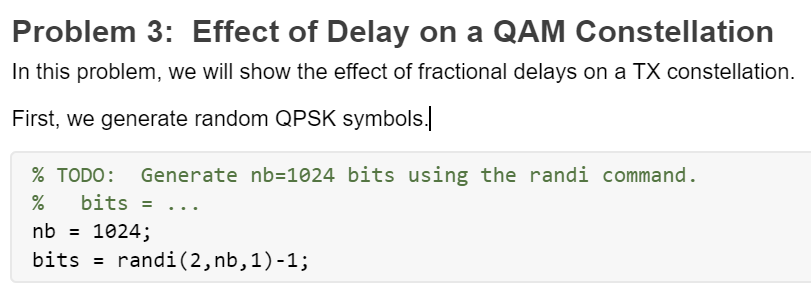 Problem 3:  Effect of Delay on a QAM Constellation
In this problem, we will show the effect of fractional delays on a TX constellation.
First, we generate random QPSK symbols.
% TODO:  Generate nb=1024 bits using the randi command.
%   bits = ...
nb = 1024;
bits = randi(2,nb,1)-1;